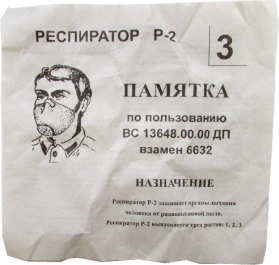 РЕСПИРАТОР Р-2
3
ПАМЯТКА
по пользованию
ВС 13648.00.00 ДП
взамен 6632
НАЗНАЧЕНИЕ
Респиратор Р-2 защищает органы дыхания
человека от радиоактивной пыли.
Респиратор Р-2 выпускается трех ростов: 1, 2, 3